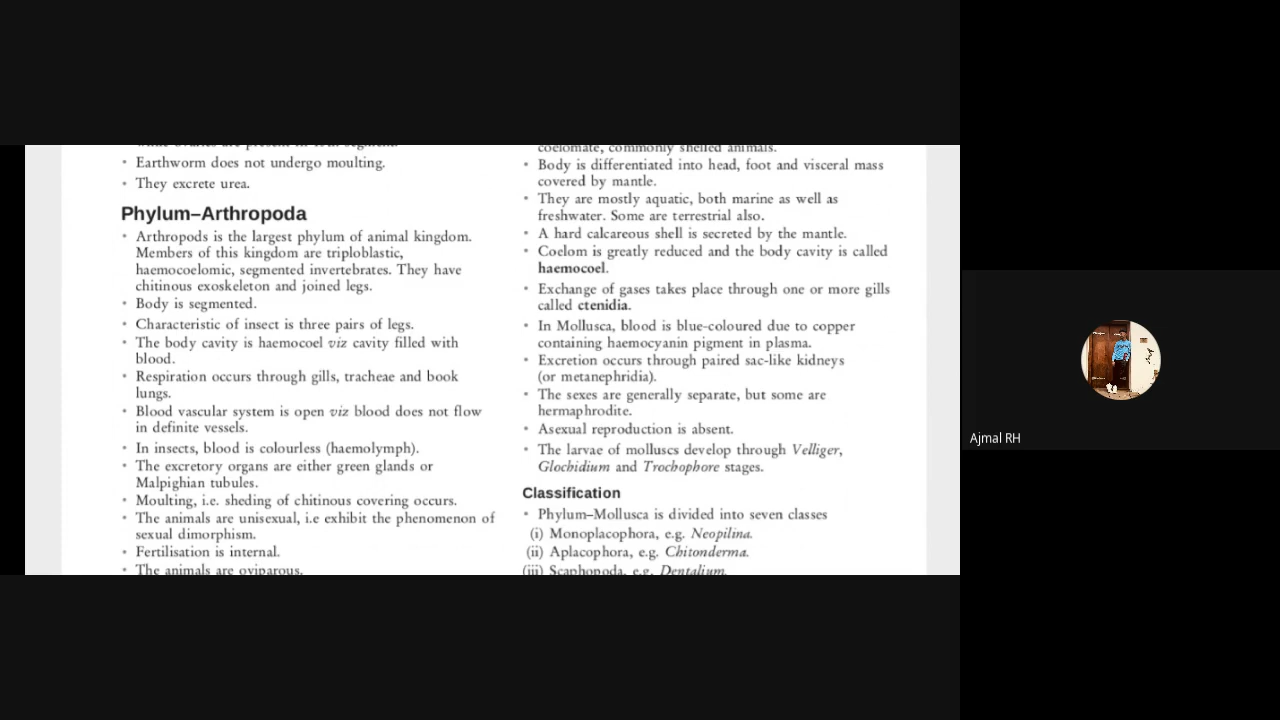 while ovaries are present in
• Earthworm does not undergo moulting.
• They excrete urea.
Phylum–Arthropoda
• Arthropods is the largest phylum of animal kingdom.
Members of this kingdom are triploblastic,
haemocoelomic, segmented invertebrates. They have
chitinous exoskeleton and joined legs.
• Body is segmented.
• Characteristic of insect is three pairs of legs.
• The body cavity is haemocoel viz cavity filled with
blood.
• Respiration occurs through gills, tracheae and book
lungs.
• Blood vascular system is open viz blood does not flow
in definite vessels.
• In insects, blood is colourless (haemolymph).
• The excretory organs are either green glands or
Malpighian tubules.
• Moulting, i.e. sheding of chitinous covering occurs.
• The animals are unisexual, i.e exhibit the phenomenon of
sexual dimorphism.
• Fertilisation is internal.
• The animals are oviparous.
coelomate, commonly shelled animals.
• Body is differentiated into head, foot and visceral mass
covered by mantle.
• They are mostly aquatic, both marine as well as
freshwater. Some are terrestrial also.
• A hard calcareous shell is secreted by the mantle.
• Coelom is greatly reduced and the body cavity is called
haemocoel.
• Exchange of gases takes place through one or more gills
called ctenidia.
• In Mollusca, blood is blue-coloured due to copper
containing haemocyanin pigment in plasma.
• Excretion occurs through paired sac-like kidneys
(or metanephridia).
• The sexes are generally separate, but some are
hermaphrodite.
• Asexual reproduction is absent.
• The larvae of molluscs develop through Velliger,
Glochidium and Trochophore stages.
Classification
• Phylum–Mollusca is divided into seven classes
(i) Monoplacophora, e.g. Neopilina.
(ii) Aplacophora, e.g. Chitonderma.
(iii) Scaphopoda, e.g. Dentalium.
Ajmal RH